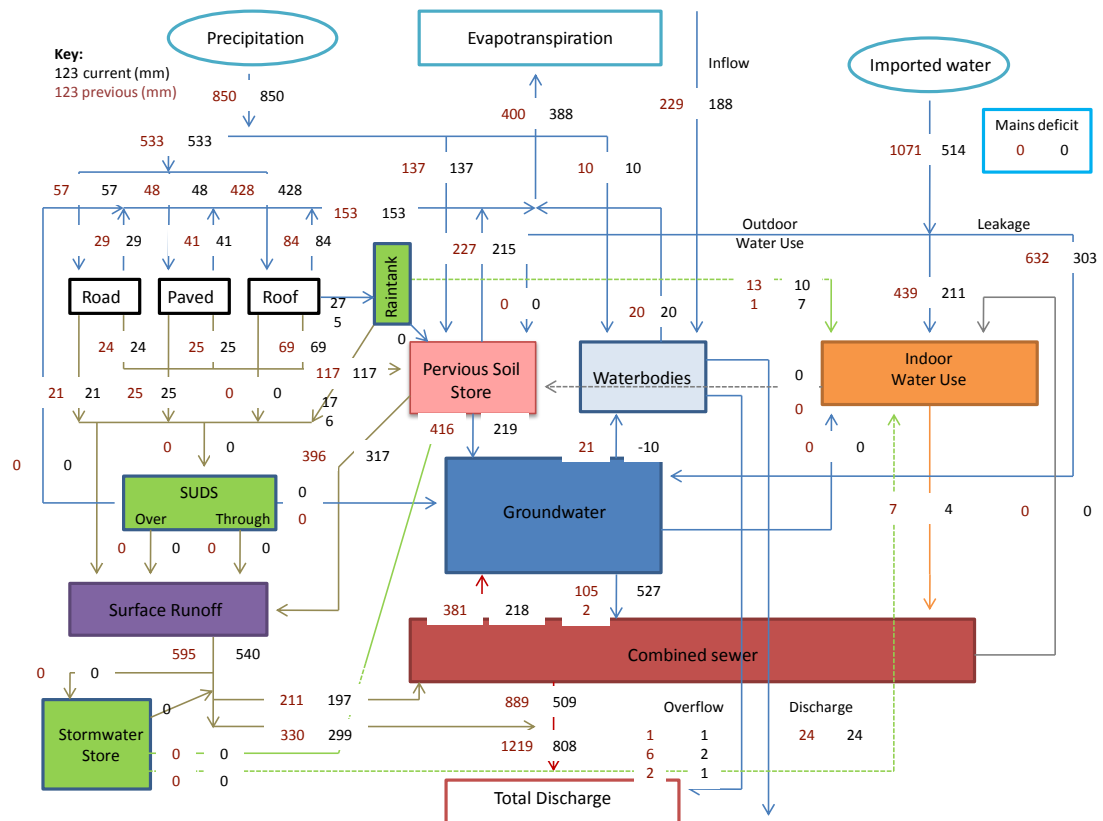 Precipitation
Evapotranspiration
Imported water
Key:
123 current (mm)
123 previous (mm)
Inflow
850 850
400 388
229 188
Mains deficit
0 0
1071 514
533 533
137 137
10 10
57 57 48 48 428 428
153 153
Outdoor
Water Use
Leakage
29 29 41 41 84 84
227 215
632 303
Raintank
13 10
1 7
439 211
Road
Paved
Roof
27
5
0 0
20 20
0
24 24 25 25 69 69
Pervious Soil
Store
Waterbodies
Indoor
Water Use
117 117
0
0
21 21 25 25 0 0
17
6
416 219
21 -10
0 0
0 0
396 317
0 0
SUDS
Over Through
0
0
Groundwater
7 4
0 0
0 0 0 0
Surface Runoff
381 218
105
2
527
595 540
Combined sewer
0 0
211 197
889 509
0
330 299
Overflow
Discharge
Stormwater
Store
1219 808
1 1
6 2
2 1
24 24
0 0
0 0
Total Discharge